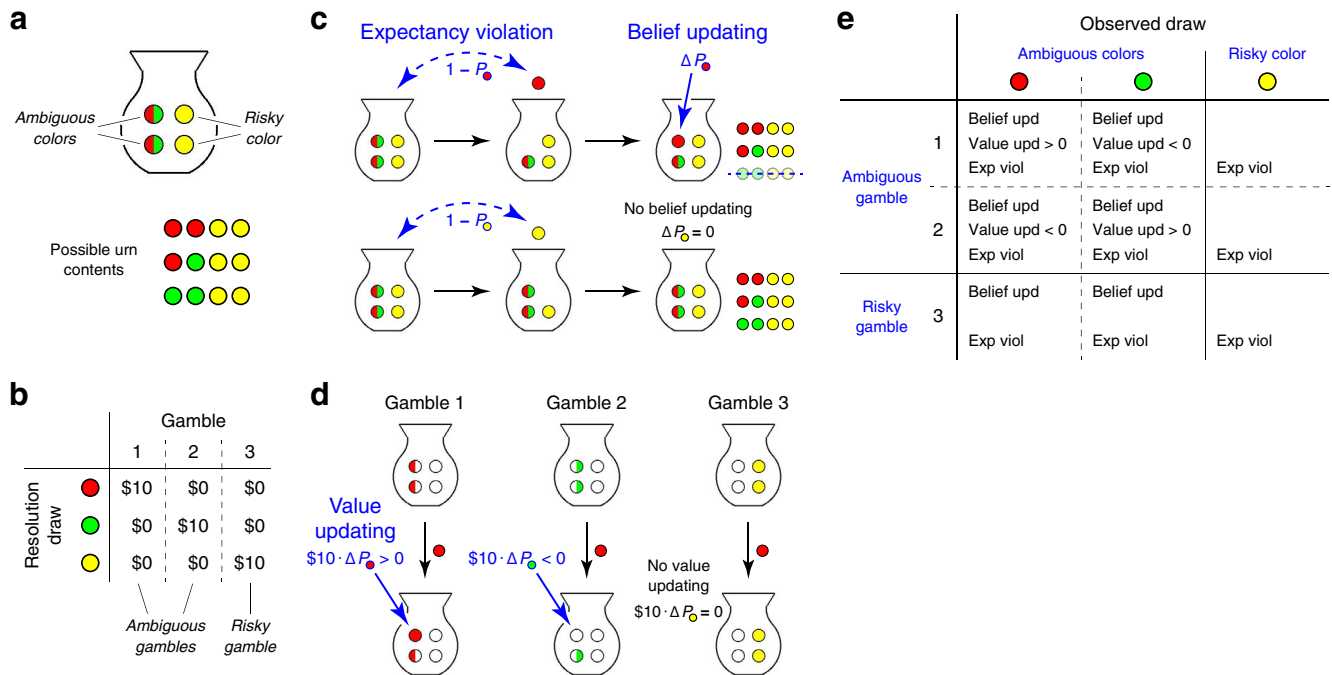 a
Ambiguous
colors
Risky
color
Possible urn
contents
b
Gamble
1 2 3
Resolution
draw
$10 $0 $0
$0 $10 $0
$0 $0 $10
Ambiguous
gambles
Risky
gamble
c
Expectancy violation
1 – P
Belief updating
Δ P
1 – P
No belief updating
Δ P = 0
d
Gamble 1
Gamble 2
Gamble 3
Value
updating
$10 · Δ P > 0
$10 · Δ P < 0
No value
updating
$10 · Δ P = 0
e
Observed draw
Ambiguous colors
Risky color
Ambiguous
gamble
1
Belief upd
Value upd > 0
Exp viol
Belief upd
Value upd < 0
Exp viol
Exp viol
2
Belief upd
Value upd < 0
Exp viol
Belief upd
Value upd > 0
Exp viol
Exp viol
Risky
gamble
3
Belief upd
Exp viol
Belief upd
Exp viol
Exp viol